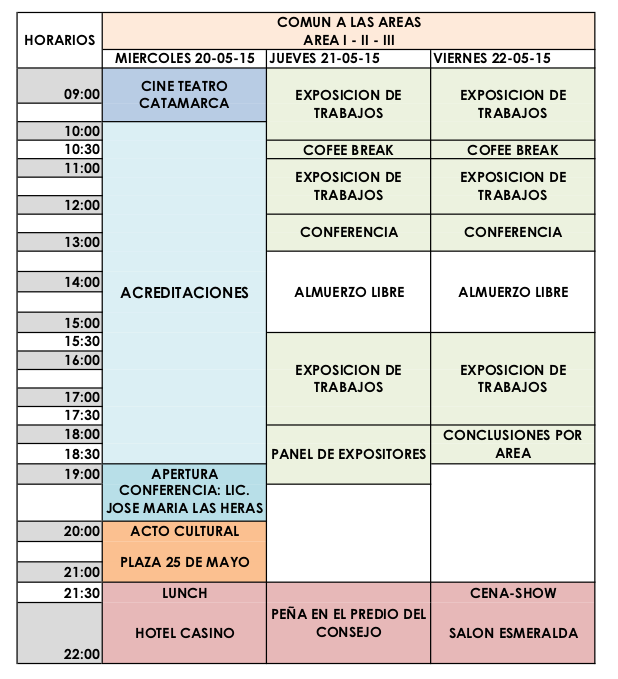 HORARIOS
COMUN A LAS AREAS
AREA I - II - III
MIERCOLES 20-05-15
JUEVES 21-05-15
VIERNES 22-05-15
09:00
CINE TEATRO
CATAMARCA
EXPOSICION DE
TRABAJOS
EXPOSICION DE
TRABAJOS
10:00
10:30
COFEE BREAK
COFEE BREAK
11:00
EXPOSICION DE
TRABAJOS
EXPOSICION DE
TRABAJOS
12:00
CONFERENCIA
CONFERENCIA
13:00
14:00
ACREDITACIONES
ALMUERZO LIBRE
ALMUERZO LIBRE
15:00
15:30
16:00
EXPOSICION DE
TRABAJOS
EXPOSICION DE
TRABAJOS
17:00
17:30
18:00
CONCLUSIONES POR
AREA
18:30
PANEL DE EXPOSITORES
19:00
APERTURA
CONFERENCIA: LIC.
JOSE MARIA LAS HERAS
20:00
ACTO CULTURAL
PLAZA 25 DE MAYO
21:00
21:30
LUNCH
CENA-SHOW
PEÑA EN EL PREDIO DEL
CONSEJO
HOTEL CASINO
SALON ESMERALDA
22:00